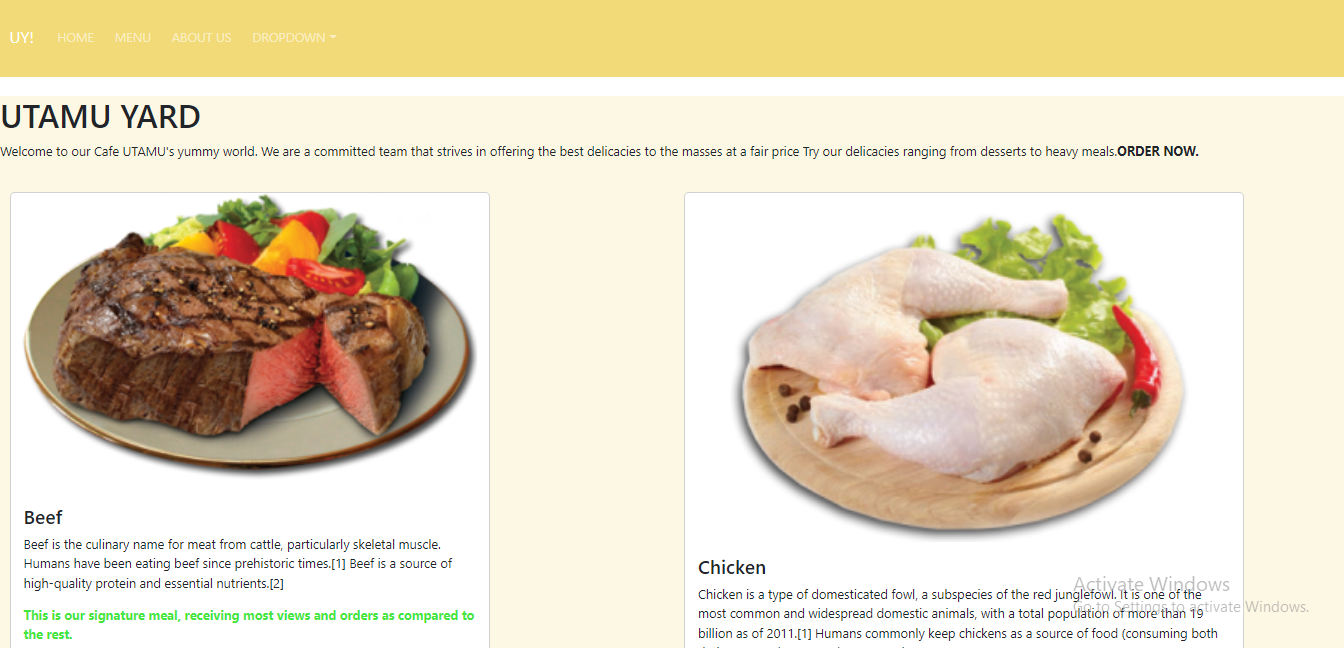 UY! HOME MENU ABOUT US DROPDOWN
UTAMU YARD
Welcome to our Cafe UTAMU's yummy world. We are a committed team that strives in offering the best delicacies to the masses at a fair price Try our delicacies ranging from desserts to heavy meals.ORDER NOW.
Beef
Beef is the culinary name for meat from cattle, particularly skeletal muscle.
Humans have been eating beef since prehistoric times.[1] Beef is a source of
high-quality protein and essential nutrients.[2]
This is our signature meal, receiving most views and orders as compared to
the rest.
Chicken
Chicken is a type of domesticated fowl, a subspecies of the red junglefowl. It is one of the
most common and widespread domestic animals, with a total population of more than 19
billion as of 2011.[1] Humans commonly keep chickens as a source of food (consuming both
Activate Windows
Go to Settings to activate Windows.